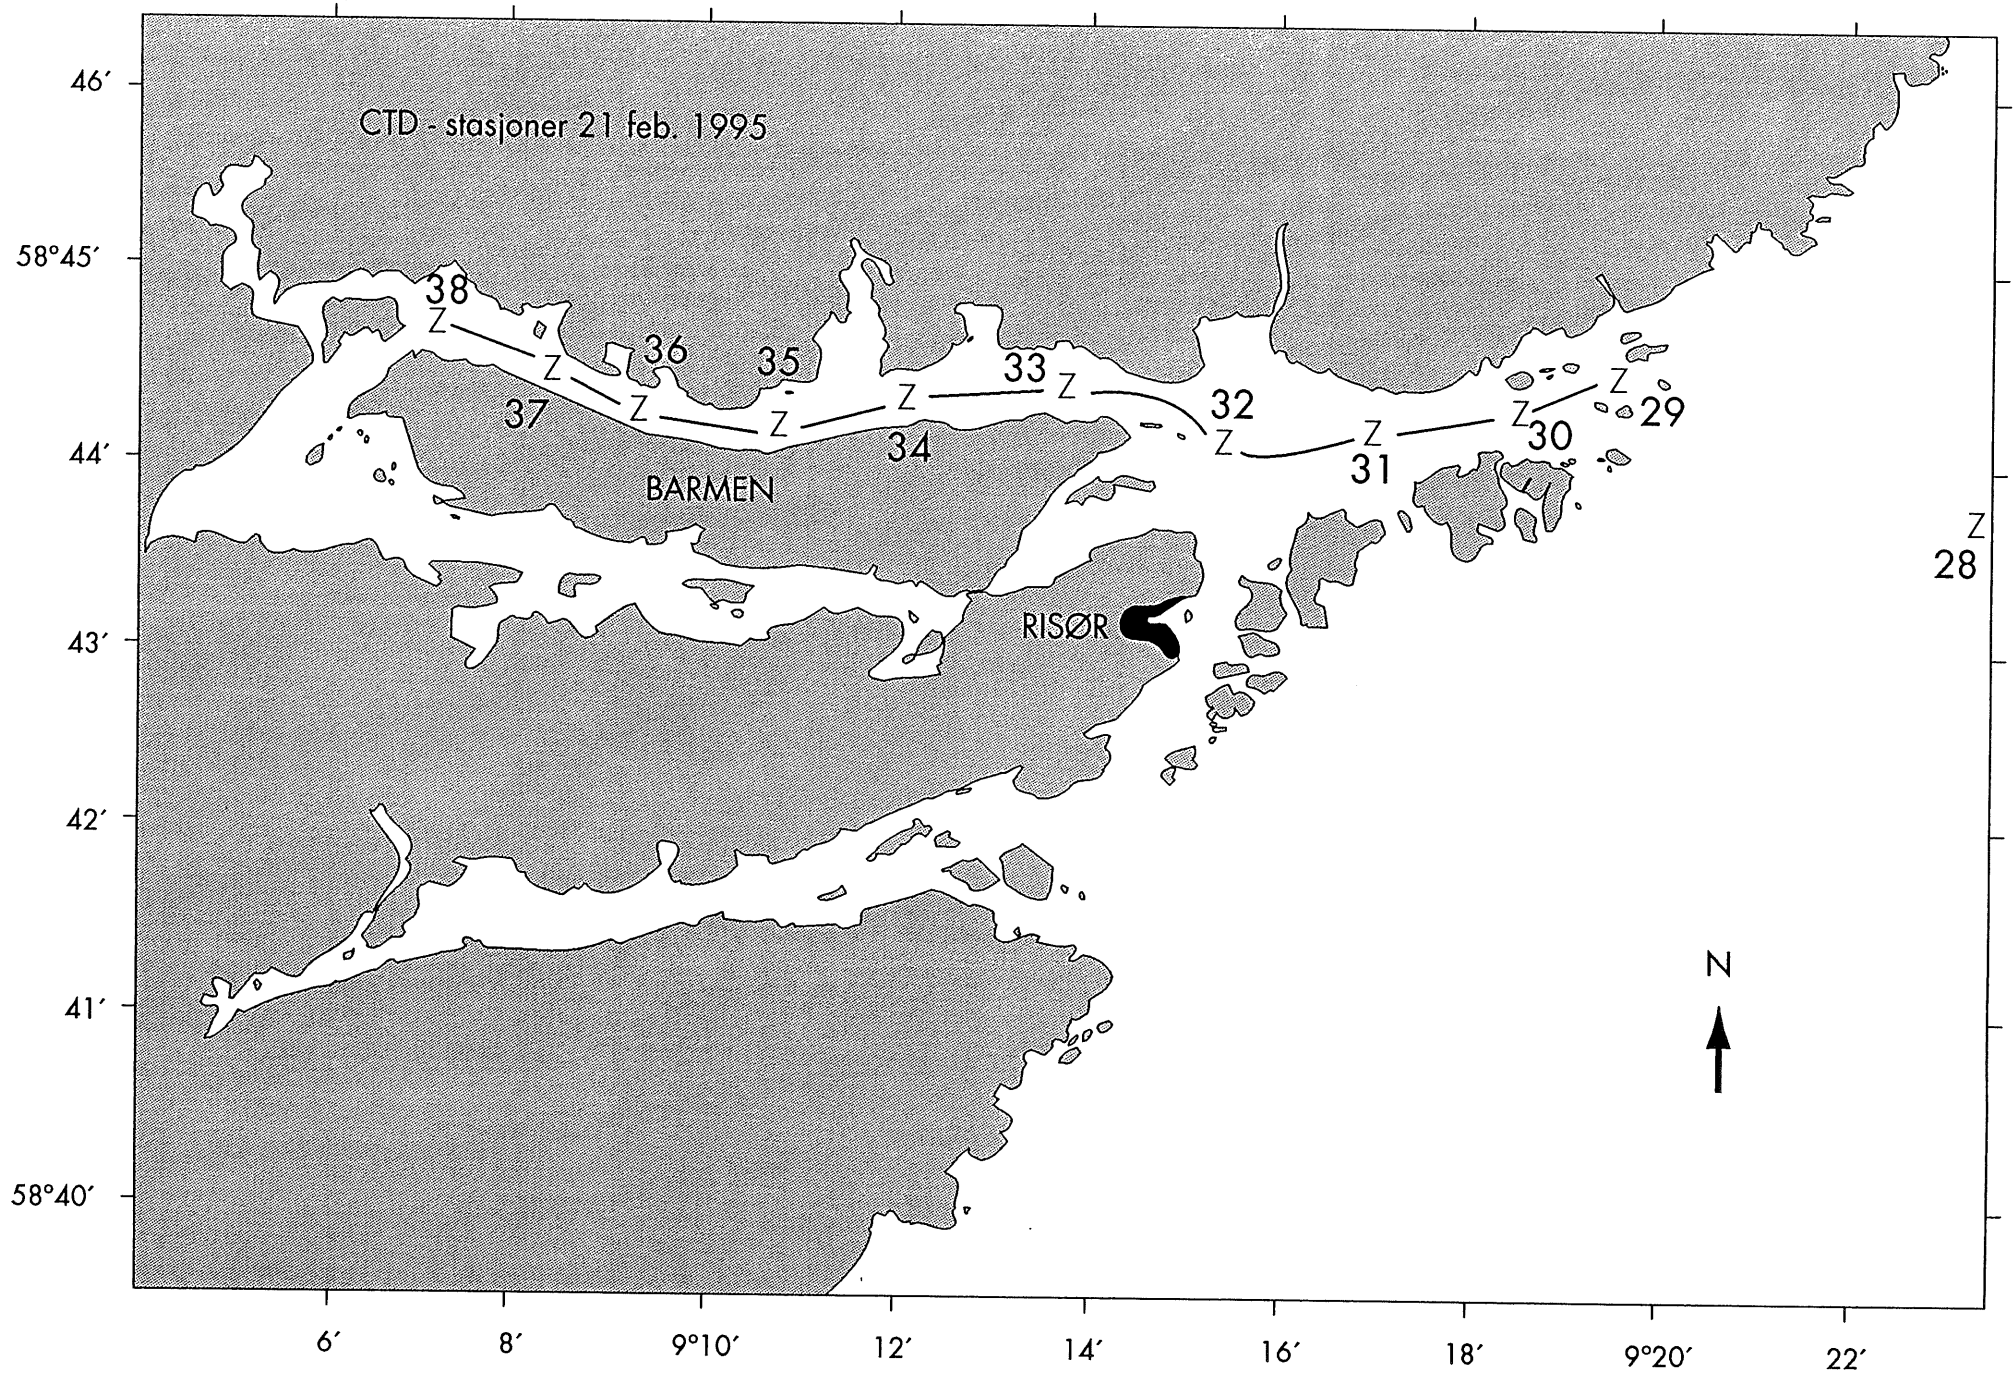 46′
CTD - stasjoner 21 feb. 1995
58°45′
38
Z
Z
37
36
Z
35
Z
Z
34
33
Z
32
Z
Z
31
Z
30
Z
29
44′
BARMEN
Z
28
43′
RISØR
42′
41′
N
58°40′
6′ 8′ 9°10′ 12′ 14′ 16′ 18′ 9°20′ 22′